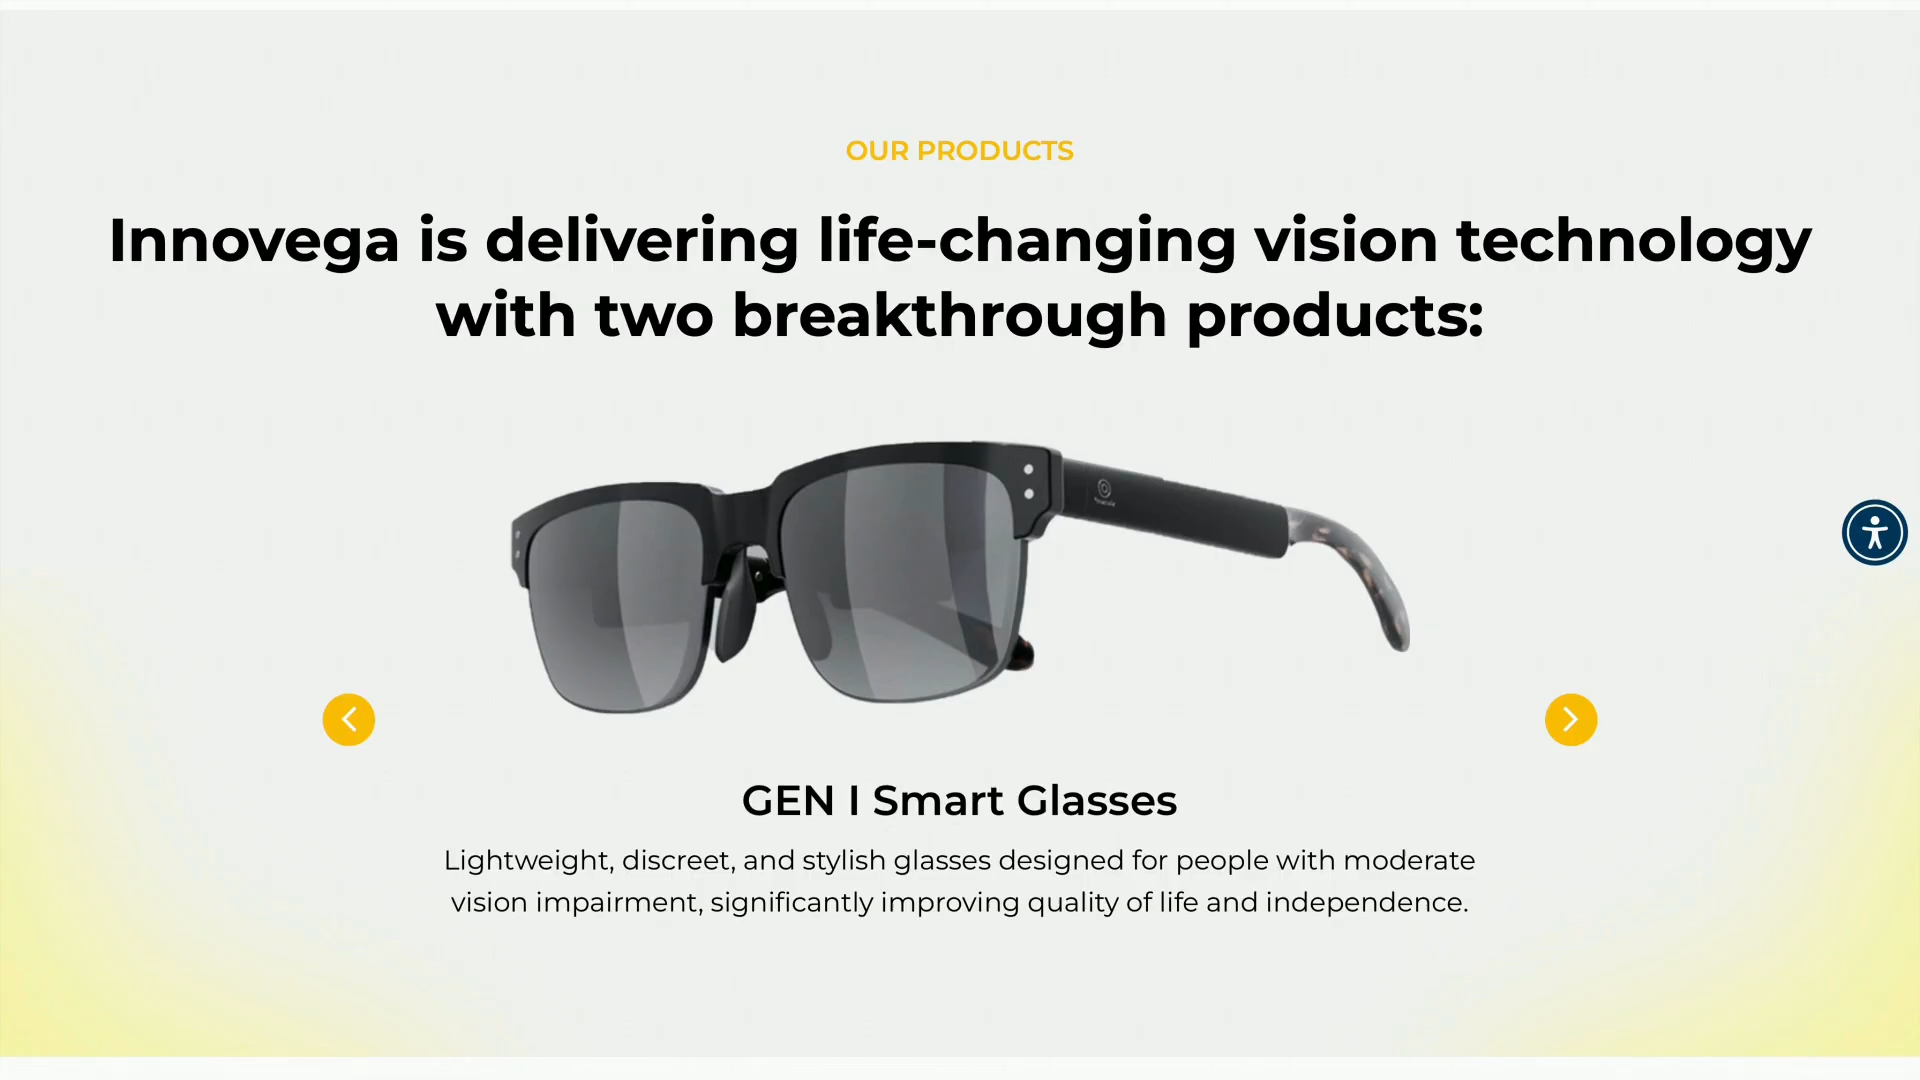 OUR PRODUCTS
Innovega is delivering life-changing vision technology
with two breakthrough products:
GEN I Smart Glasses
Lightweight, discreet, and stylish glasses designed for people with moderate
vision impairment, significantly improving quality of life and independence.